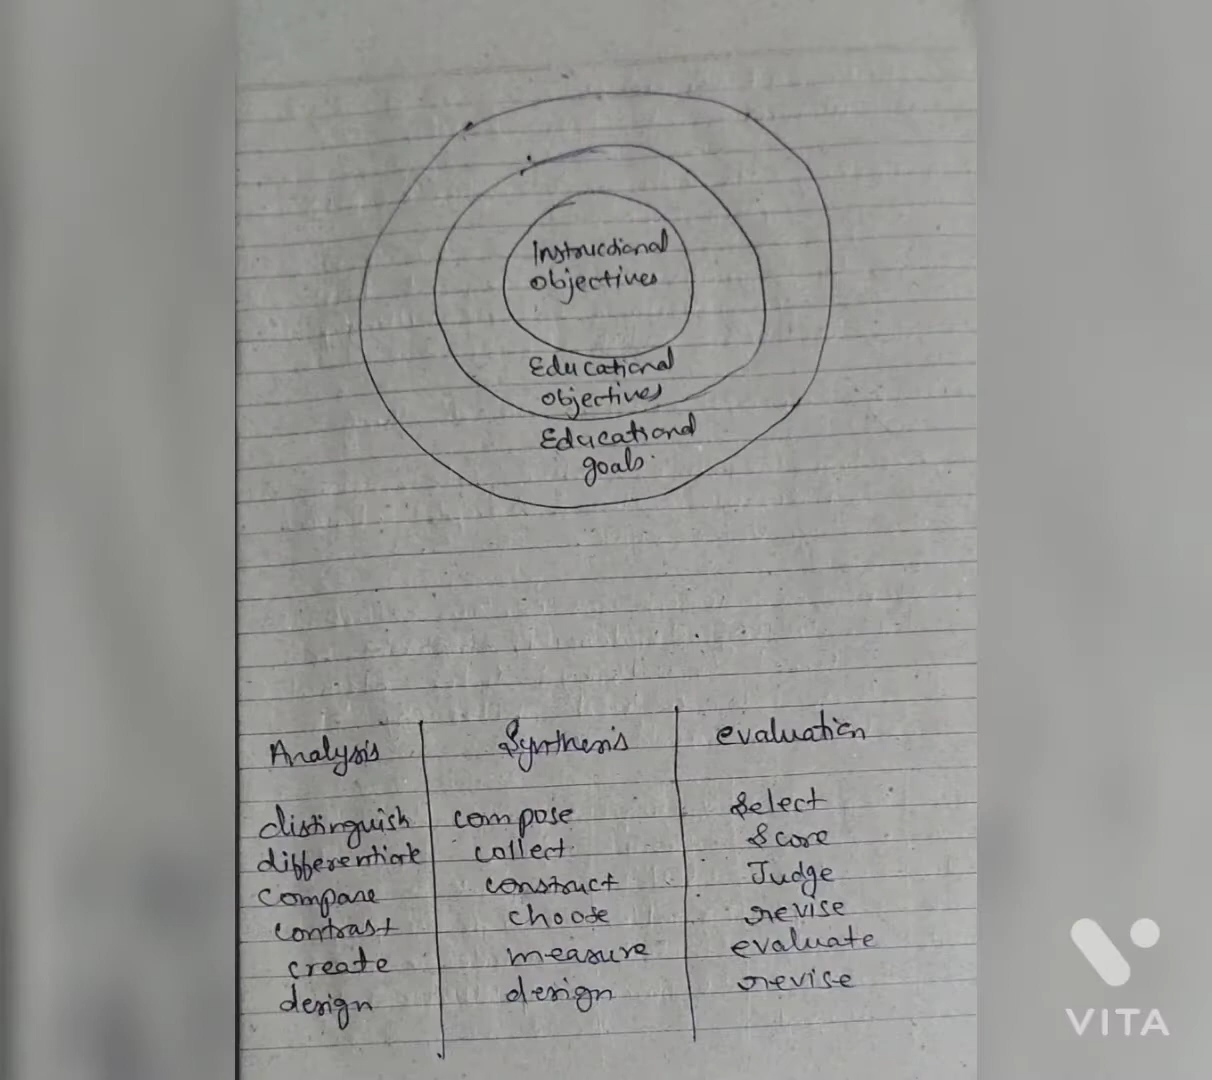 Instructional
objectives
Educational
objectives
Educational
goals.
Analysis Synthesis evaluation
distinguish compose select
differentiate collect score
compare construct Judge
contrast choose revise
create measure evaluate
design design revise
VITA